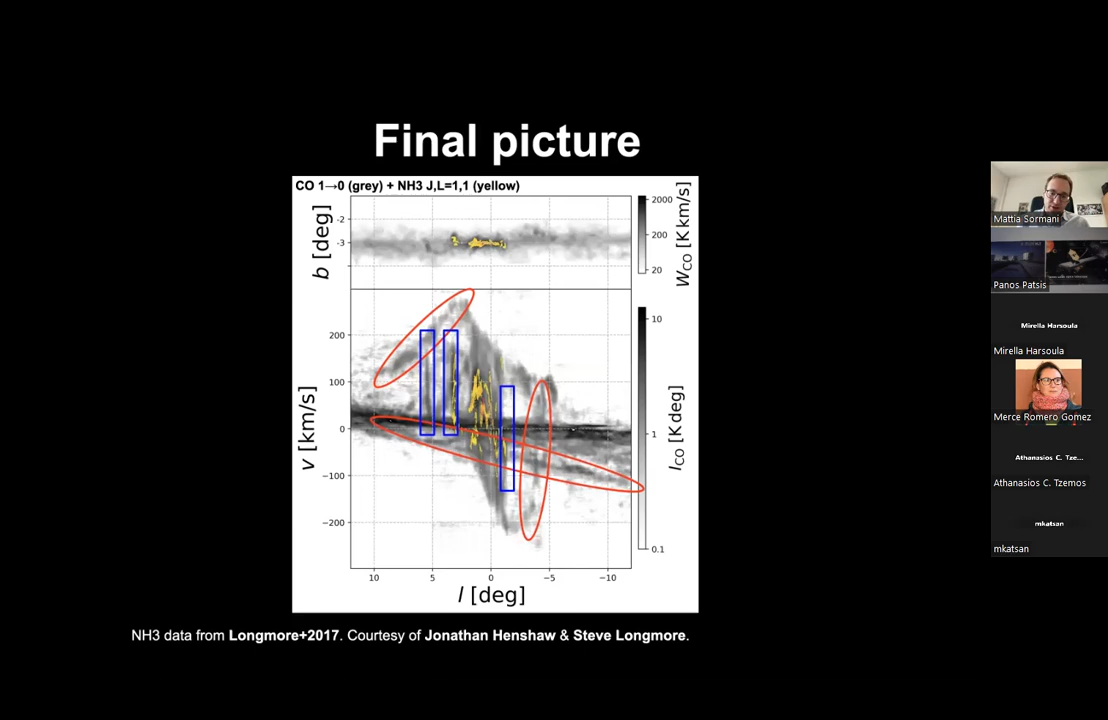 Final picture
CO 1→0 (grey) + NH3 J,L=1,1 (yellow)
b [deg]
-2
-3
2000
200
20
W_CO [K km/s]
v [km/s]
200
100
0
−100
−200
10
5
0
−5
−10
l [deg]
10
1
0.1
I_CO [K deg]
NH3 data from Longmore+2017. Courtesy of Jonathan Henshaw & Steve Longmore.
Mattia Sormani
Panos Patsis
Mirella Harsoula
Mirella Harsoula
Merce Romero Gomez
Athanasios C. Tze...
Athanasios C. Tzemos
mkatsan
mkatsan